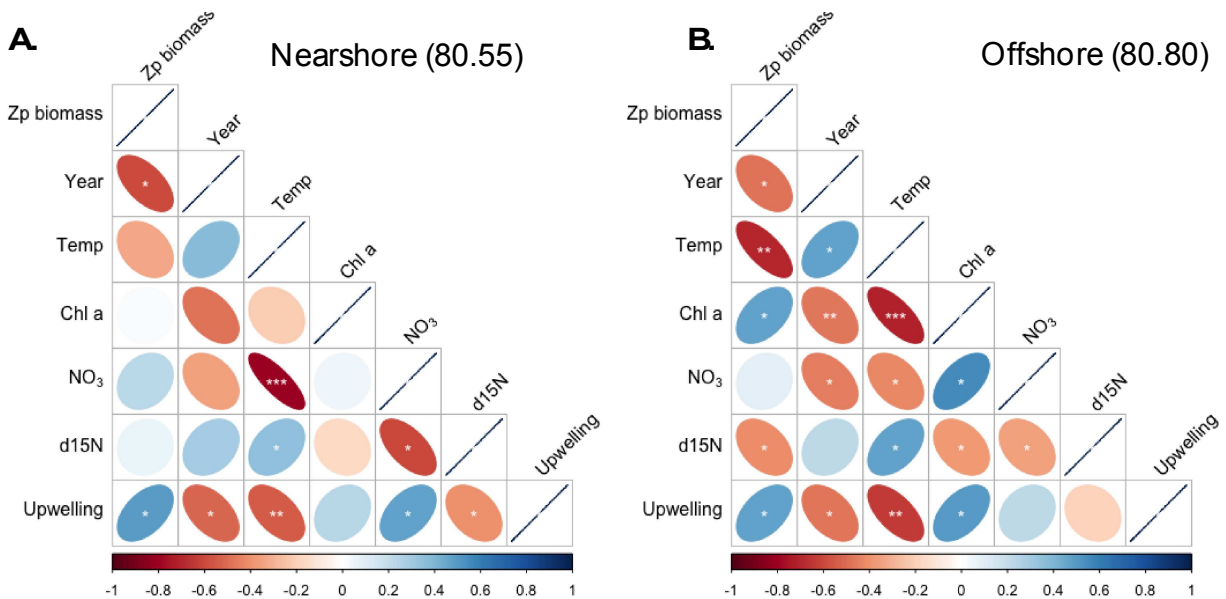 A.
Nearshore (80.55)
Zp biomass
Year
Temp
Chl a
NO₃
d15N
Upwelling
Zp biomass
Year
*
Temp
Chl a
NO₃
***
d15N
*
*
Upwelling
*
*
**
*
*
-1 -0.8 -0.6 -0.4 -0.2 0 0.2 0.4 0.6 0.8 1
B.
Offshore (80.80)
Zp biomass
Year
Temp
Chl a
NO₃
d15N
Upwelling
Zp biomass
Year
*
Temp
**
*
Chl a
*
**
***
NO₃
*
*
*
d15N
*
*
*
*
Upwelling
*
*
**
*
-1 -0.8 -0.6 -0.4 -0.2 0 0.2 0.4 0.6 0.8 1